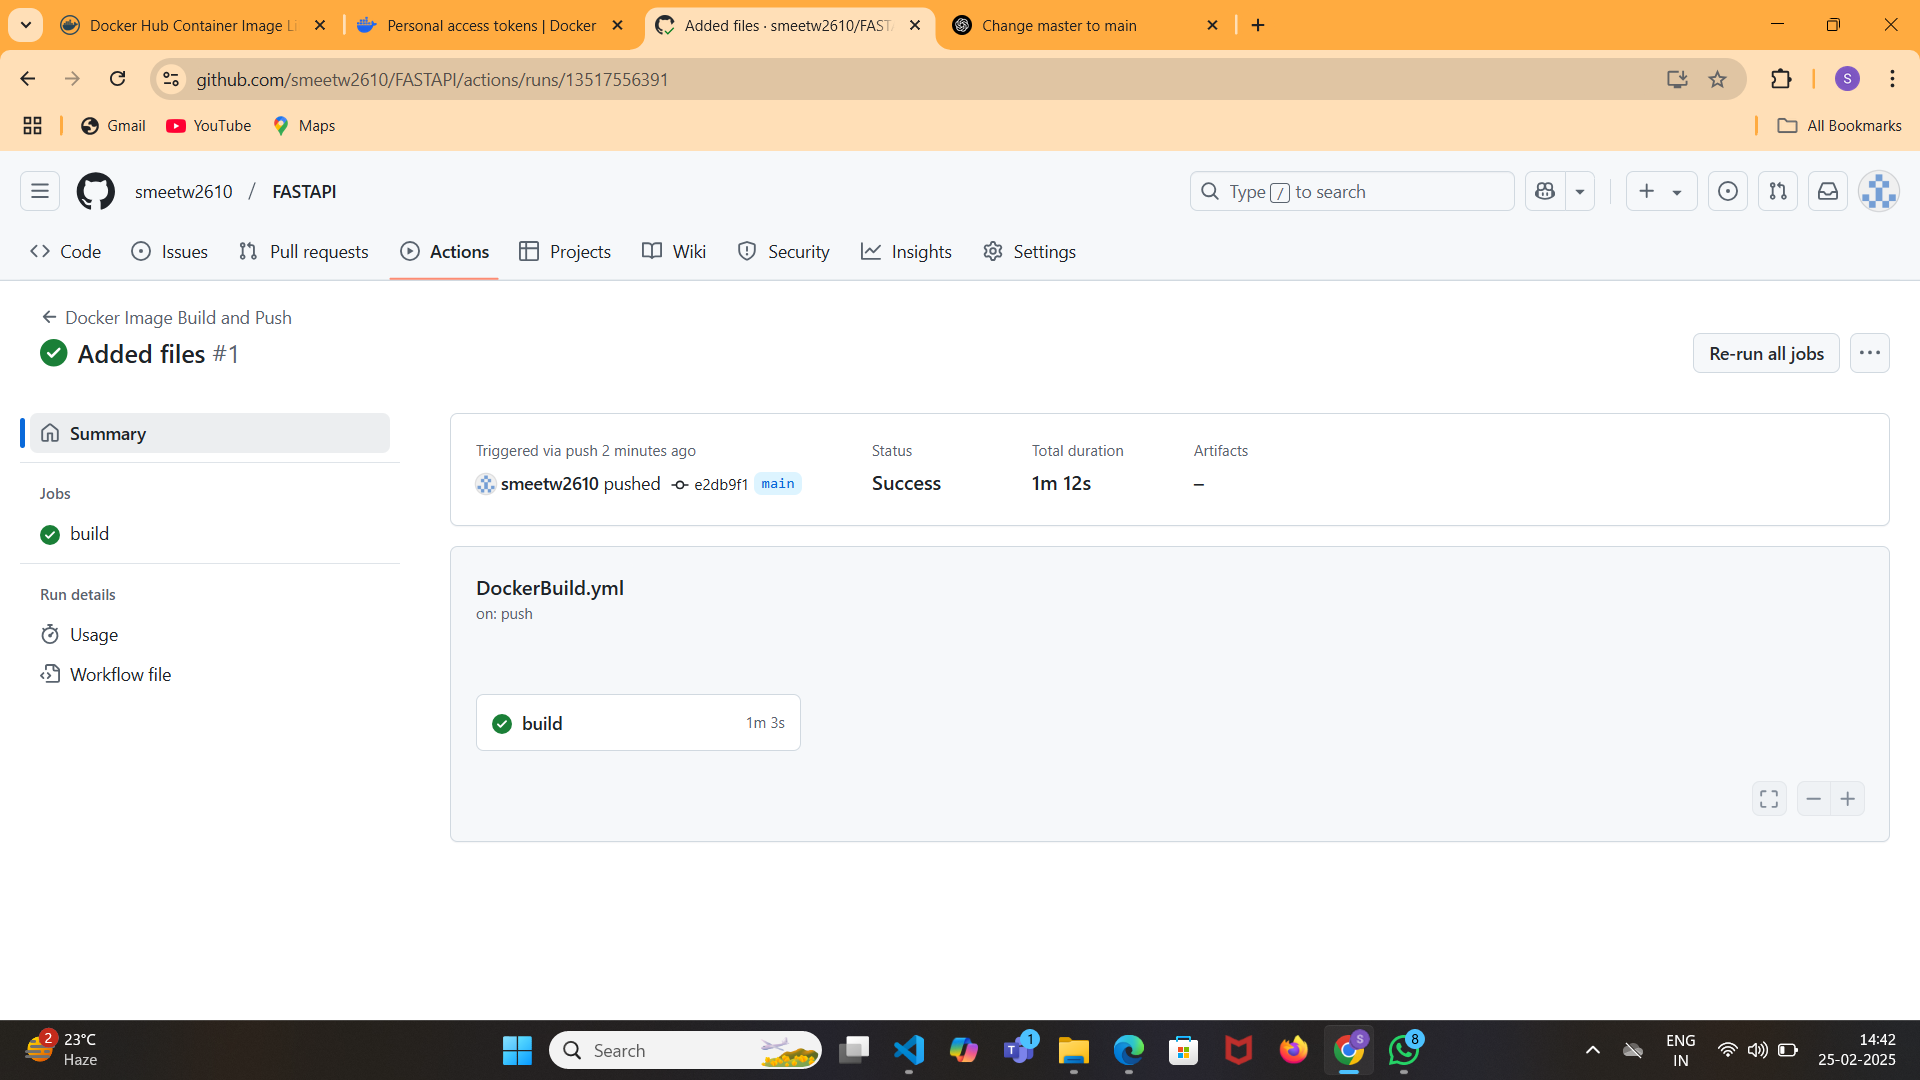 Docker Hub Container Image Li
Personal access tokens | Docker
Added files · smeetw2610/FASTA
Change master to main
github.com/smeetw2610/FASTAPI/actions/runs/13517556391
S
Gmail
YouTube
Maps
All Bookmarks
smeetw2610 / FASTAPI
Type / to search
Code
Issues
Pull requests
Actions
Projects
Wiki
Security
Insights
Settings
Docker Image Build and Push
Added files #1
Re-run all jobs
Summary
Jobs
build
Run details
Usage
Workflow file
Triggered via push 2 minutes ago
smeetw2610 pushed e2db9f1 main
Status
Success
Total duration
1m 12s
Artifacts
–
DockerBuild.yml
on: push
build 1m 3s
2
23°C
Haze
Search
1
S
8
ENG
IN
14:42
25-02-2025